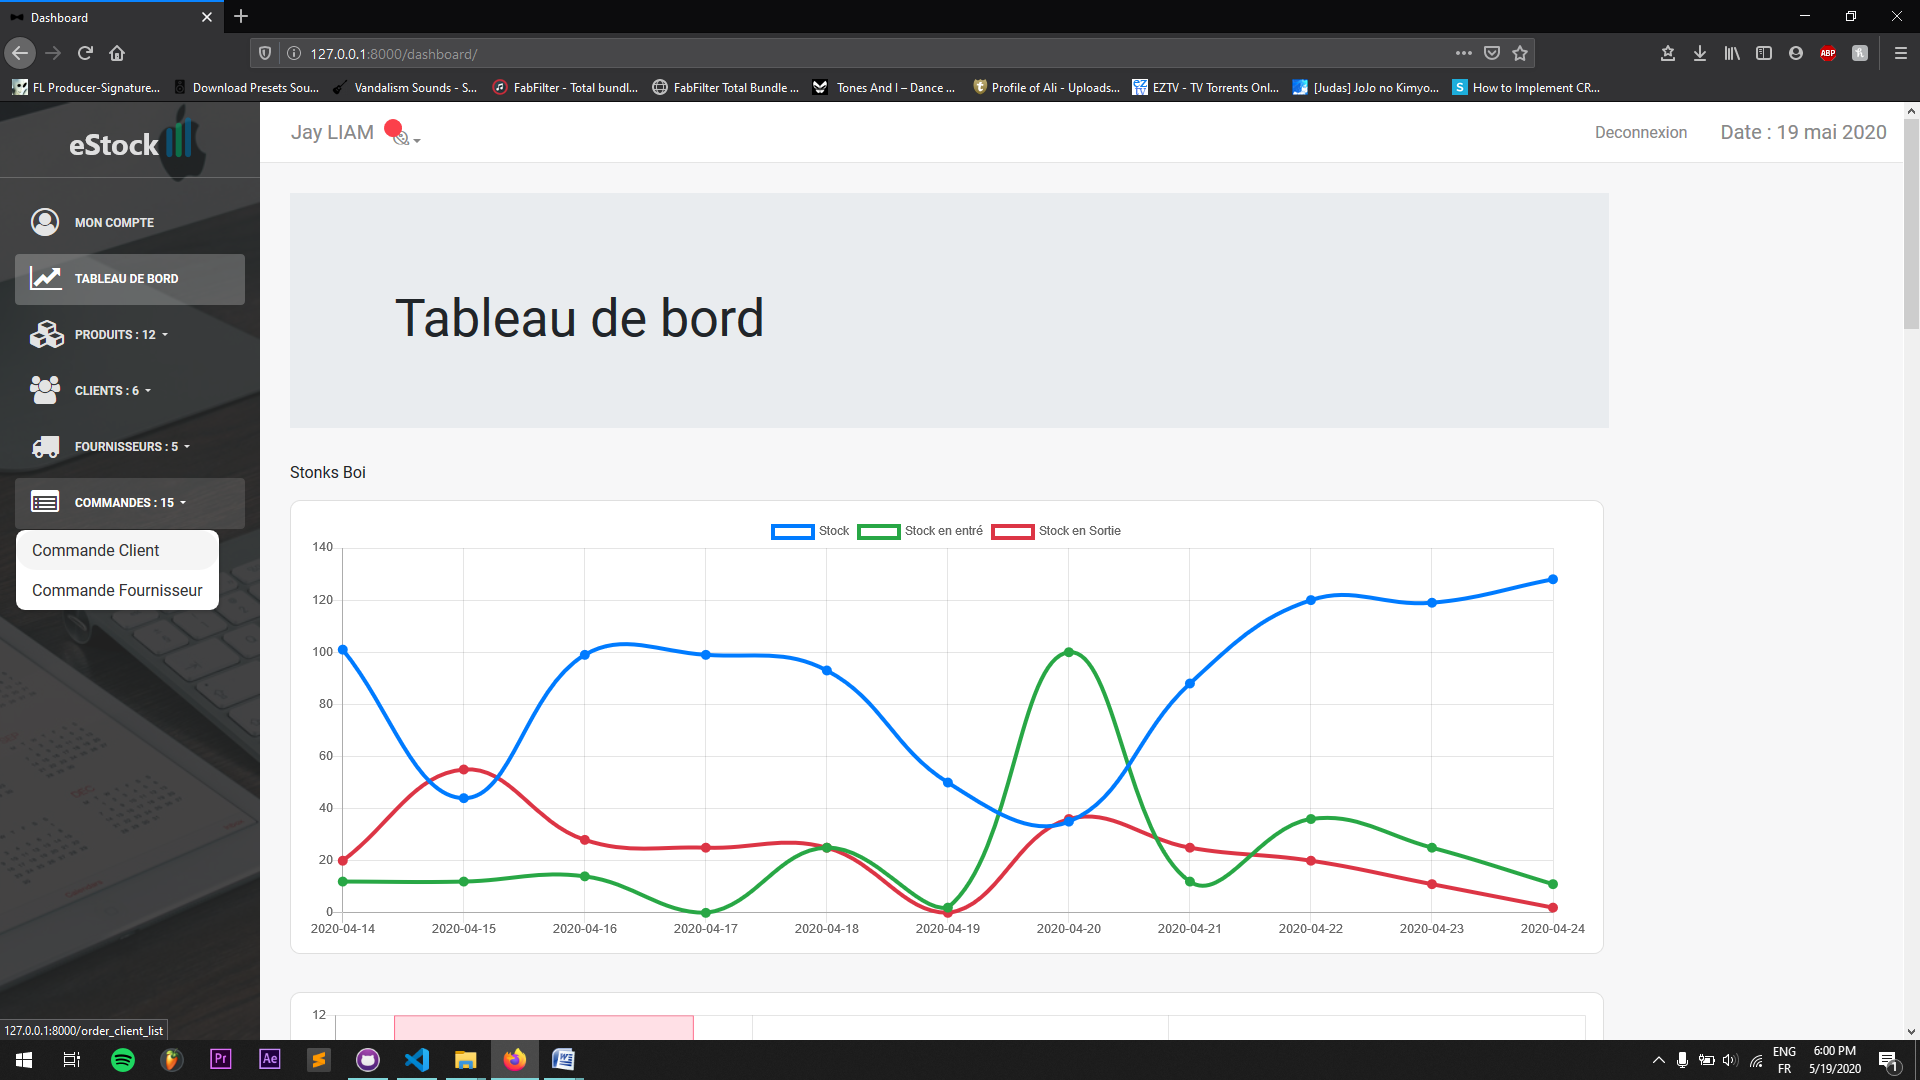 Dashboard
127.0.0.1:8000/dashboard/
FL Producer-Signature...
Download Presets Sou...
Vandalism Sounds - S...
FabFilter - Total bundl...
FabFilter Total Bundle ...
Tones And I – Dance ...
Profile of Ali - Uploads...
EZTV - TV Torrents Onl...
[Judas] JoJo no Kimyo...
How to Implement CR...
ABP
eStock
Jay LIAM
Deconnexion
Date : 19 mai 2020
MON COMPTE
TABLEAU DE BORD
PRODUITS : 12
CLIENTS : 6
FOURNISSEURS : 5
COMMANDES : 15
Commande Client
Commande Fournisseur
Tableau de bord
Stonks Boi
Stock
Stock en entré
Stock en Sortie
140
120
100
80
60
40
20
0
2020-04-14
2020-04-15
2020-04-16
2020-04-17
2020-04-18
2020-04-19
2020-04-20
2020-04-21
2020-04-22
2020-04-23
2020-04-24
12
127.0.0.1:8000/order_client_list
Pr
Ae
ENG
FR
6:00 PM
5/19/2020
1